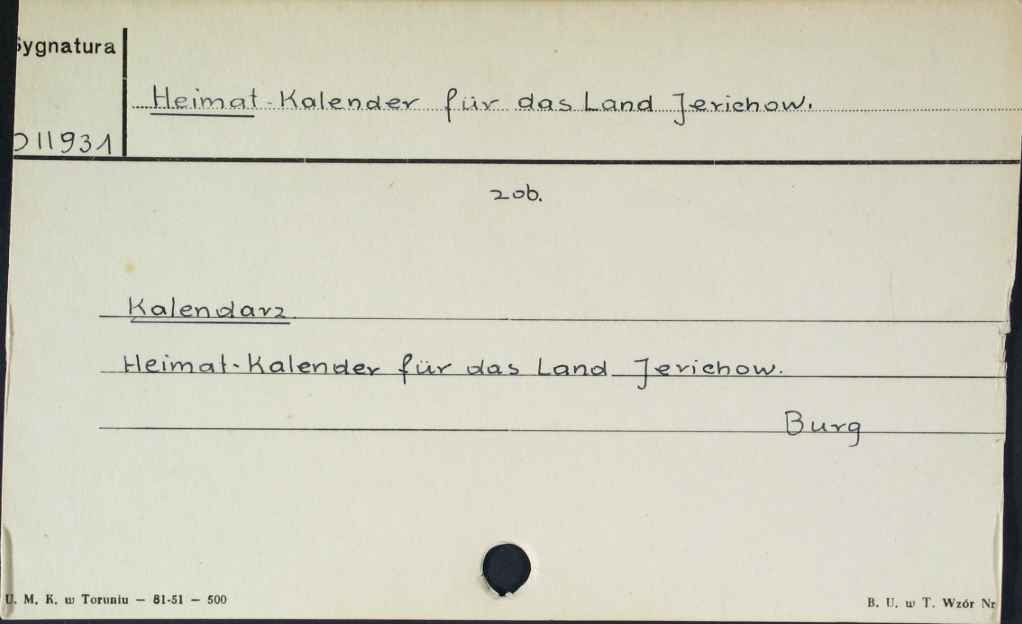 Sygnatura
Heimat-Kalender für das Land Jerichow.
011931
zob.
Kalendarz
Heimat-Kalender für das Land Jerichow.
Burg
U. M. K. w Toruniu — 81-51 — 500
B. U. w T. Wzór Nr